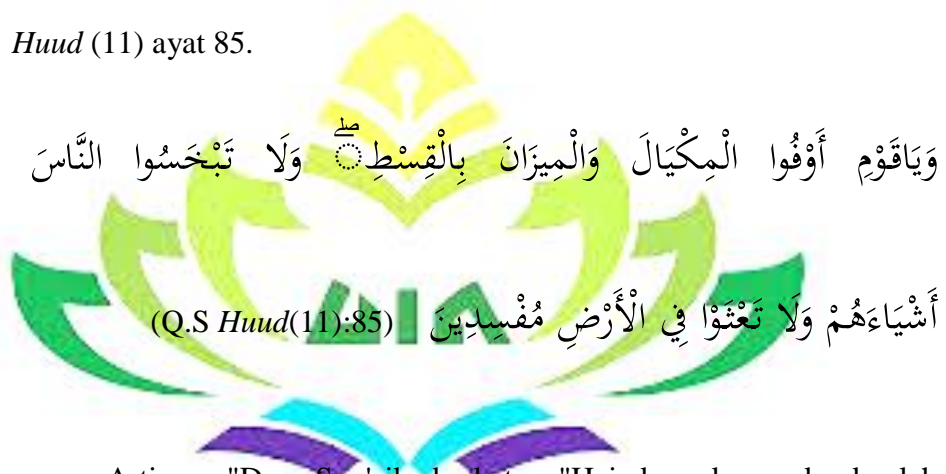 Huud (11) ayat 85.
وَيَاقَوْمِ أَوْفُوا الْمِكْيَالَ وَالْمِيزَانَ بِالْقِسْطِ ۖ وَلَا تَبْخَسُوا النَّاسَ
أَشْيَاءَهُمْ وَلَا تَعْثَوْا فِي الْأَرْضِ مُفْسِدِينَ (Q.S Huud(11):85)